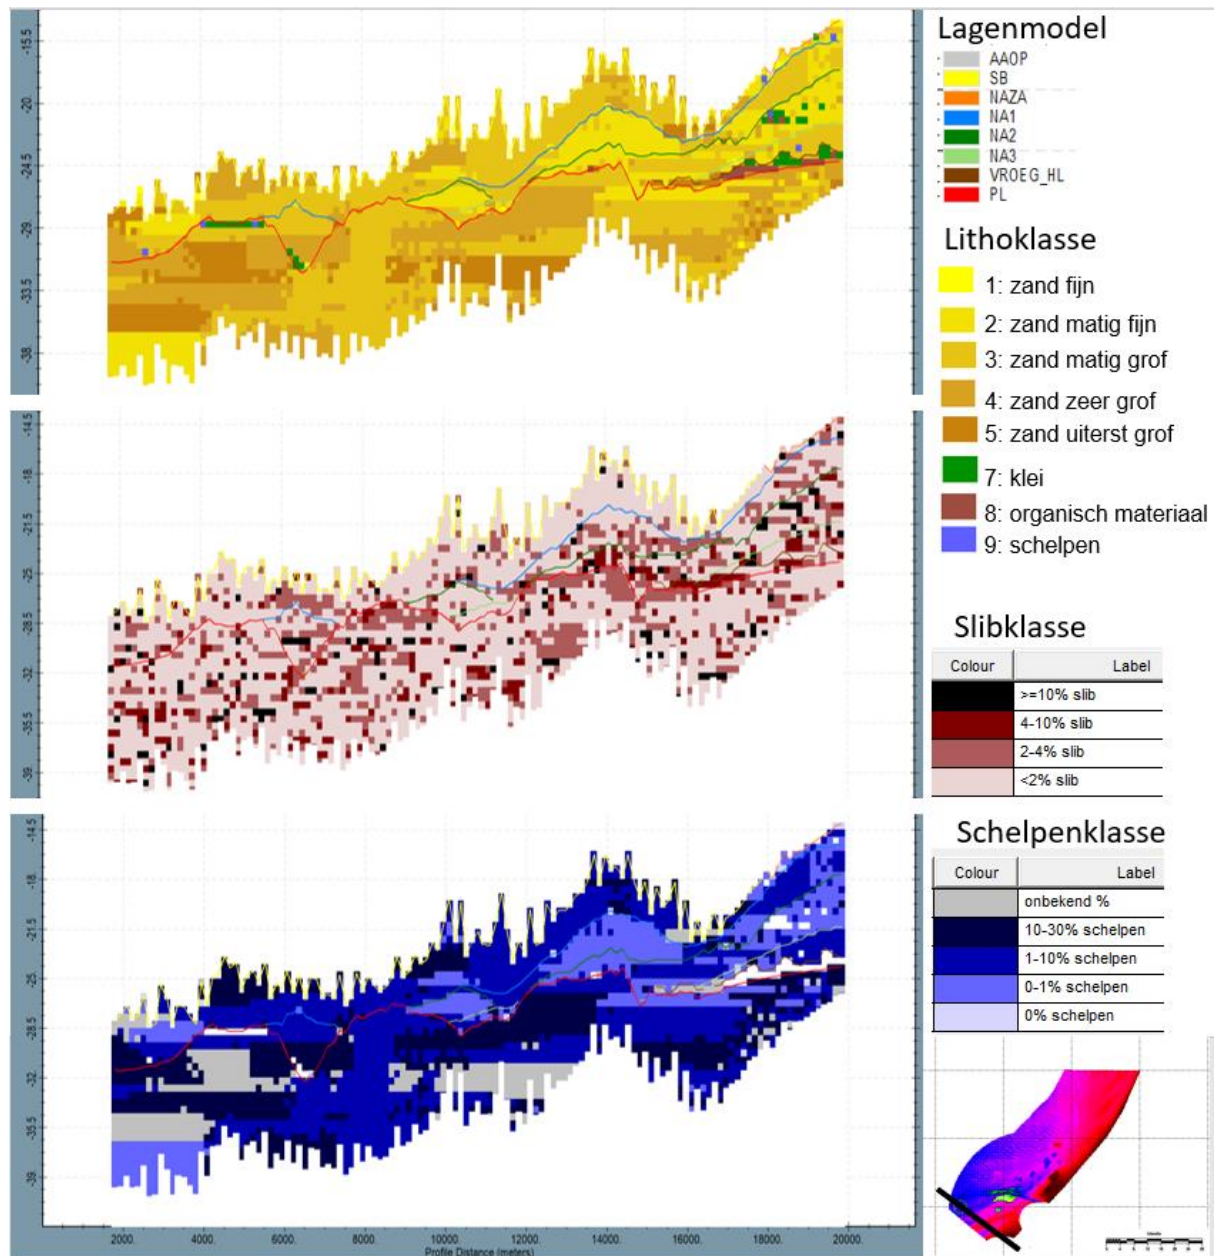 Lagenmodel
AAOP
SB
NAZA
NA1
NA2
NA3
VROEG_HL
PL
-15.5
-20
-24.5
-29
-33.5
-38
Lithoklasse
1: zand fijn
2: zand matig fijn
3: zand matig grof
4: zand zeer grof
5: zand uiterst grof
7: klei
8: organisch materiaal
9: schelpen
-14.5
-18
-21.5
-25
-28.5
-32
-35.5
-39
Slibklasse
Colour Label
>=10% slib
4-10% slib
2-4% slib
<2% slib
-14.5
-18
-21.5
-25
-28.5
-32
-35.5
-39
Schelpenklasse
Colour Label
onbekend %
10-30% schelpen
1-10% schelpen
0-1% schelpen
0% schelpen
2000. 4000. 6000. 8000. 10000. 12000 14000. 16000. 18000. 20000
Profile Distance (meters)